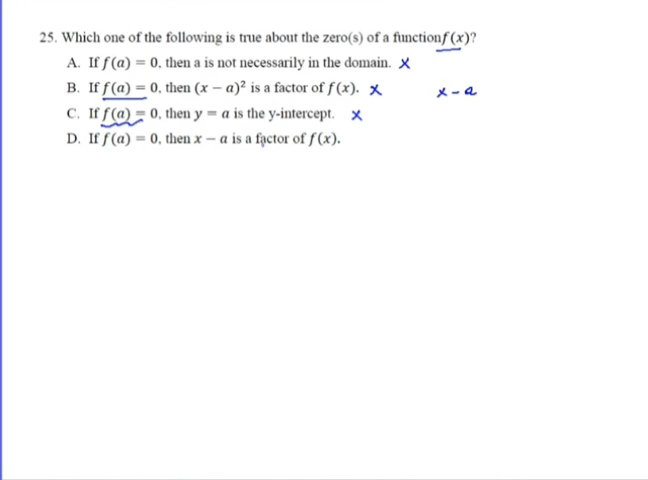 25. Which one of the following is true about the zero(s) of a functionf(x)?
A. If f(a) = 0, then a is not necessarily in the domain. x
B. If f(a) = 0, then (x − a)² is a factor of f(x). x x - a
C. If f(a) = 0, then y = a is the y-intercept. x
D. If f(a) = 0, then x − a is a factor of f(x).